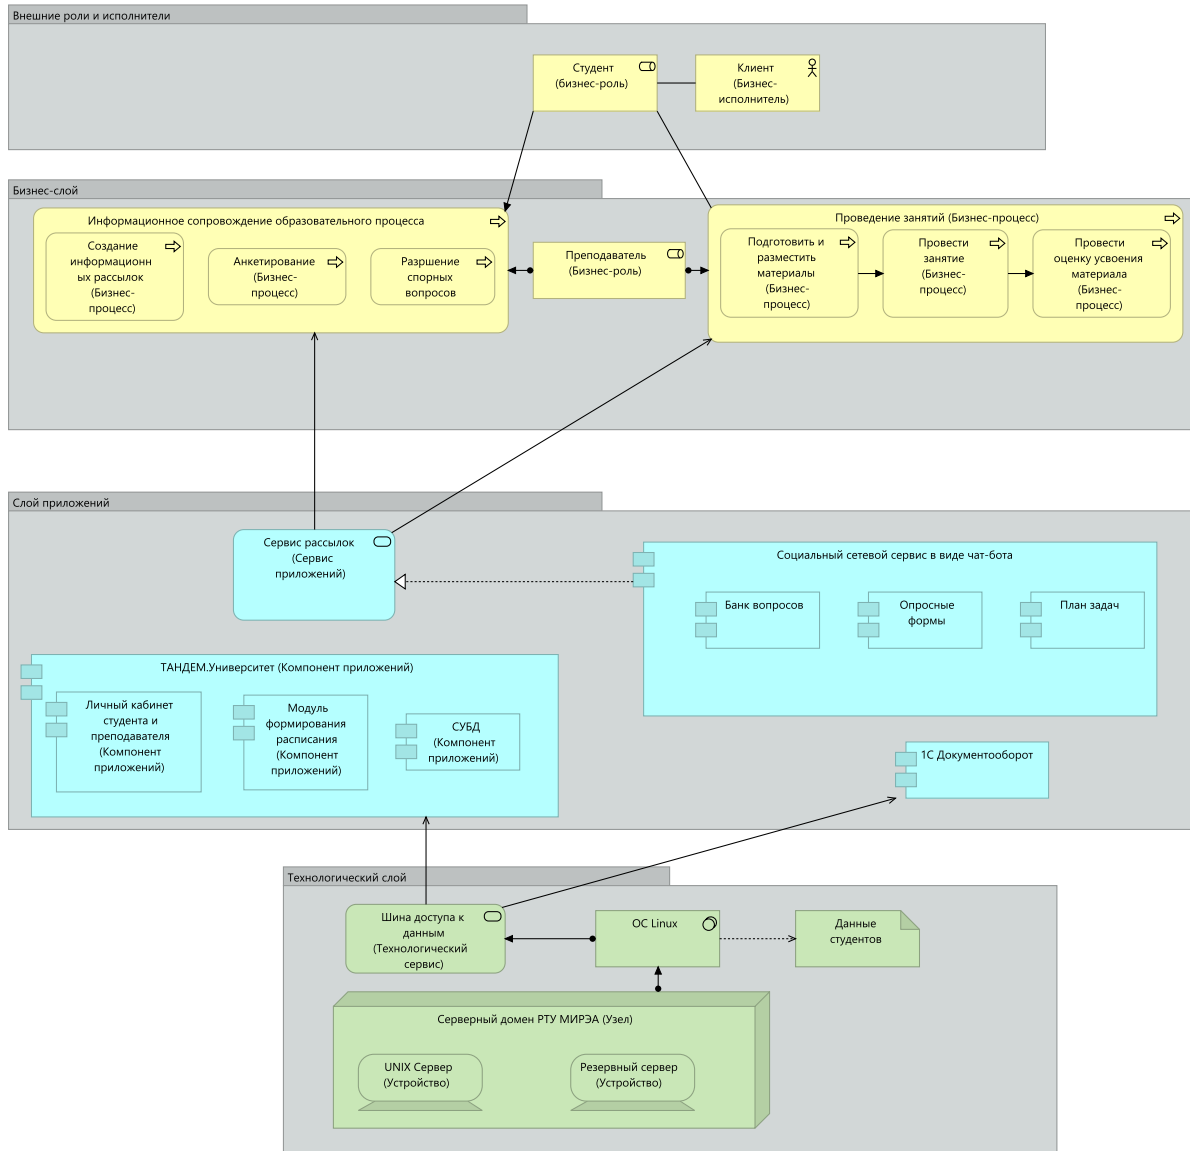 Внешние роли и исполнители
Студент
(бизнес-роль)
Клиент
(Бизнес-
исполнитель)
Бизнес-слой
Информационное сопровождение образовательного процесса
Создание
информационн
ых рассылок
(Бизнес-
процесс)
Анкетирование
(Бизнес-
процесс)
Разршение
спорных
вопросов
Преподаватель
(Бизнес-роль)
Проведение занятий (Бизнес-процесс)
Подготовить и
разместить
материалы
(Бизнес-
процесс)
Провести
занятие
(Бизнес-
процесс)
Провести
оценку усвоения
материала
(Бизнес-
процесс)
Слой приложений
Сервис рассылок
(Сервис
приложений)
Социальный сетевой сервис в виде чат-бота
Банк вопросов
Опросные
формы
План задач
ТАНДЕМ.Университет (Компонент приложений)
Личный кабинет
студента и
преподавателя
(Компонент
приложений)
Модуль
формирования
расписания
(Компонент
приложений)
СУБД
(Компонент
приложений)
1С Документооборот
Технологический слой
Шина доступа к
данным
(Технологический
сервис)
ОС Linux
Данные
студентов
Серверный домен РТУ МИРЭА (Узел)
UNIX Сервер
(Устройство)
Резервный сервер
(Устройство)